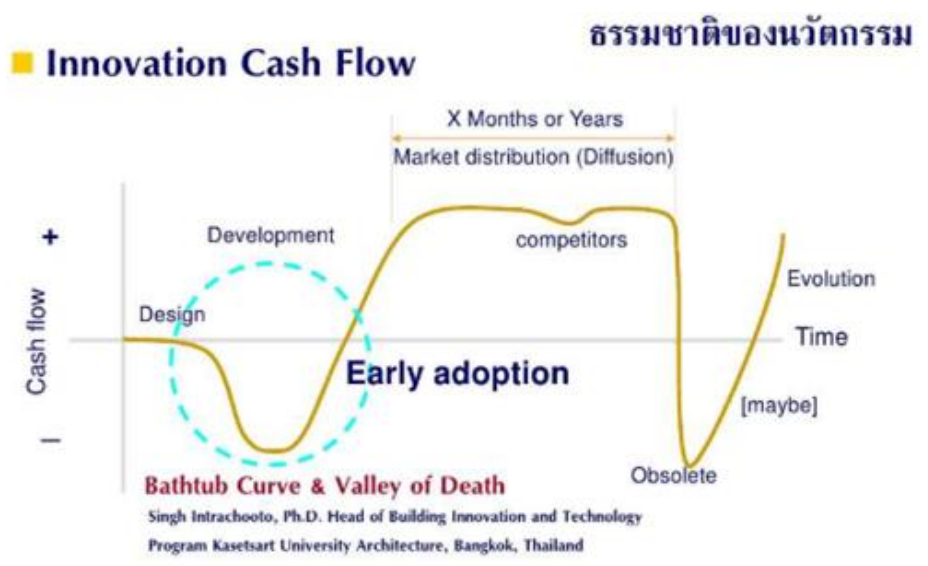 ธรรมชาติของนวัตกรรม
Innovation Cash Flow
X Months or Years
Market distribution (Diffusion)
+
Development
competitors
Evolution
Design
Cash flow
Time
Early adoption
[maybe]
–
Obsolete
Bathtub Curve & Valley of Death
Singh Intrachooto, Ph.D. Head of Building Innovation and Technology
Program Kasetsart University Architecture, Bangkok, Thailand